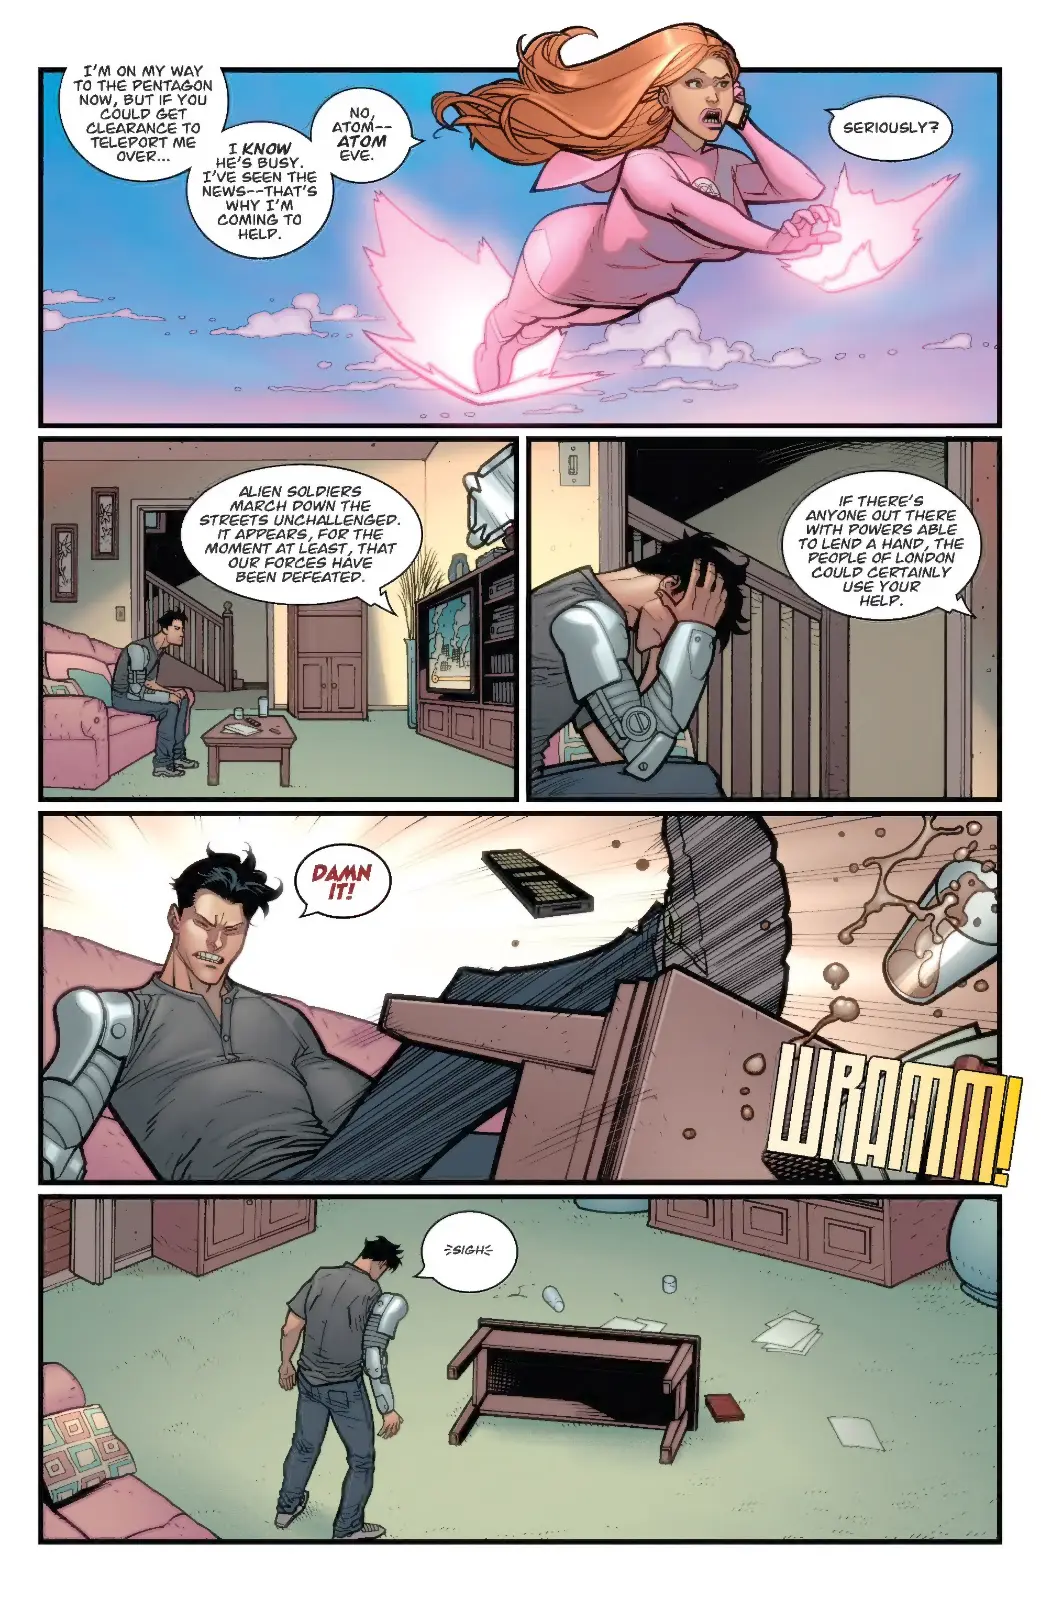 I'M ON MY WAY
TO THE PENTAGON
NOW, BUT IF YOU
COULD GET
CLEARANCE TO
TELEPORT ME
OVER...
I KNOW
HE'S BUSY.
I'VE SEEN THE
NEWS--THAT'S
WHY I'M
COMING TO
HELP.
NO,
ATOM--
ATOM
EVE.
SERIOUSLY?
ALIEN SOLDIERS
MARCH DOWN THE
STREETS UNCHALLENGED.
IT APPEARS, FOR THE
MOMENT AT LEAST, THAT
OUR FORCES HAVE
BEEN DEFEATED.
IF THERE'S
ANYONE OUT THERE
WITH POWERS ABLE
TO LEND A HAND, THE
PEOPLE OF LONDON
COULD CERTAINLY
USE YOUR
HELP.
DAMN
IT!
WRAMM!
SIGH